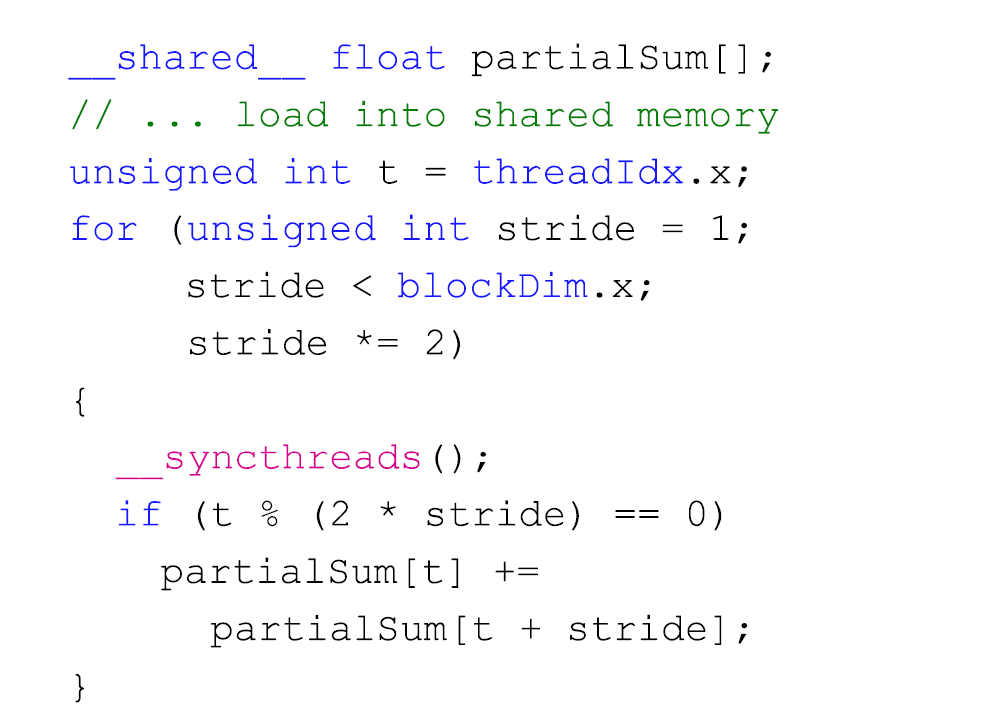 __shared__ float partialSum[];
// ... load into shared memory
unsigned int t = threadIdx.x;
for (unsigned int stride = 1;
     stride < blockDim.x;
     stride *= 2)
{
  __syncthreads();
  if (t % (2 * stride) == 0)
    partialSum[t] +=
      partialSum[t + stride];
}